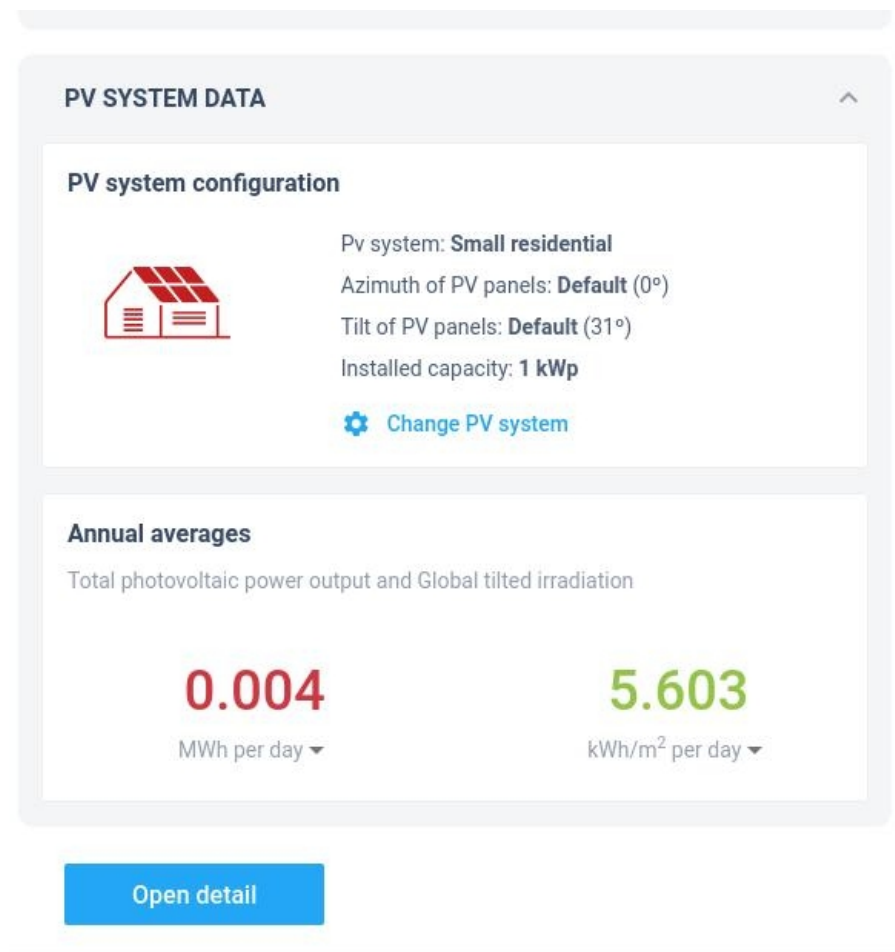 PV SYSTEM DATA
PV system configuration
Pv system: Small residential
Azimuth of PV panels: Default (0º)
Tilt of PV panels: Default (31º)
Installed capacity: 1 kWp
Change PV system
Annual averages
Total photovoltaic power output and Global tilted irradiation
0.004
MWh per day
5.603
kWh/m² per day
Open detail